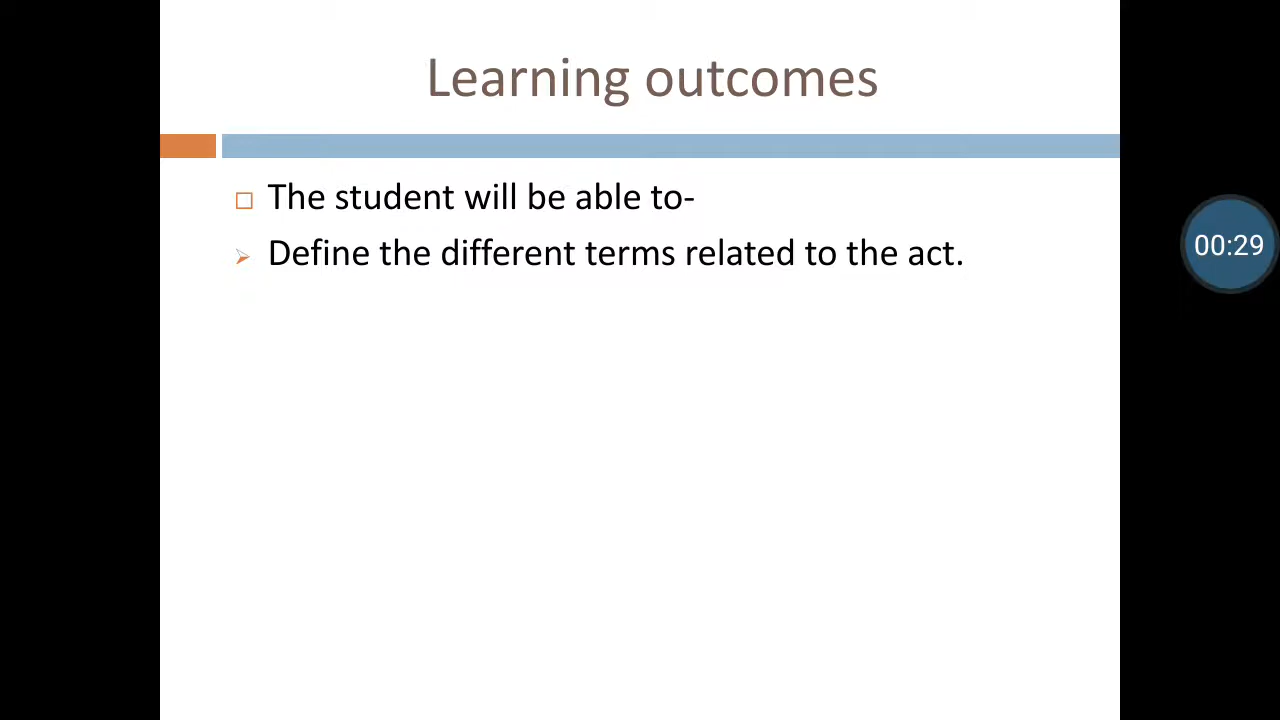 Learning outcomes
The student will be able to-
Define the different terms related to the act.
00:29